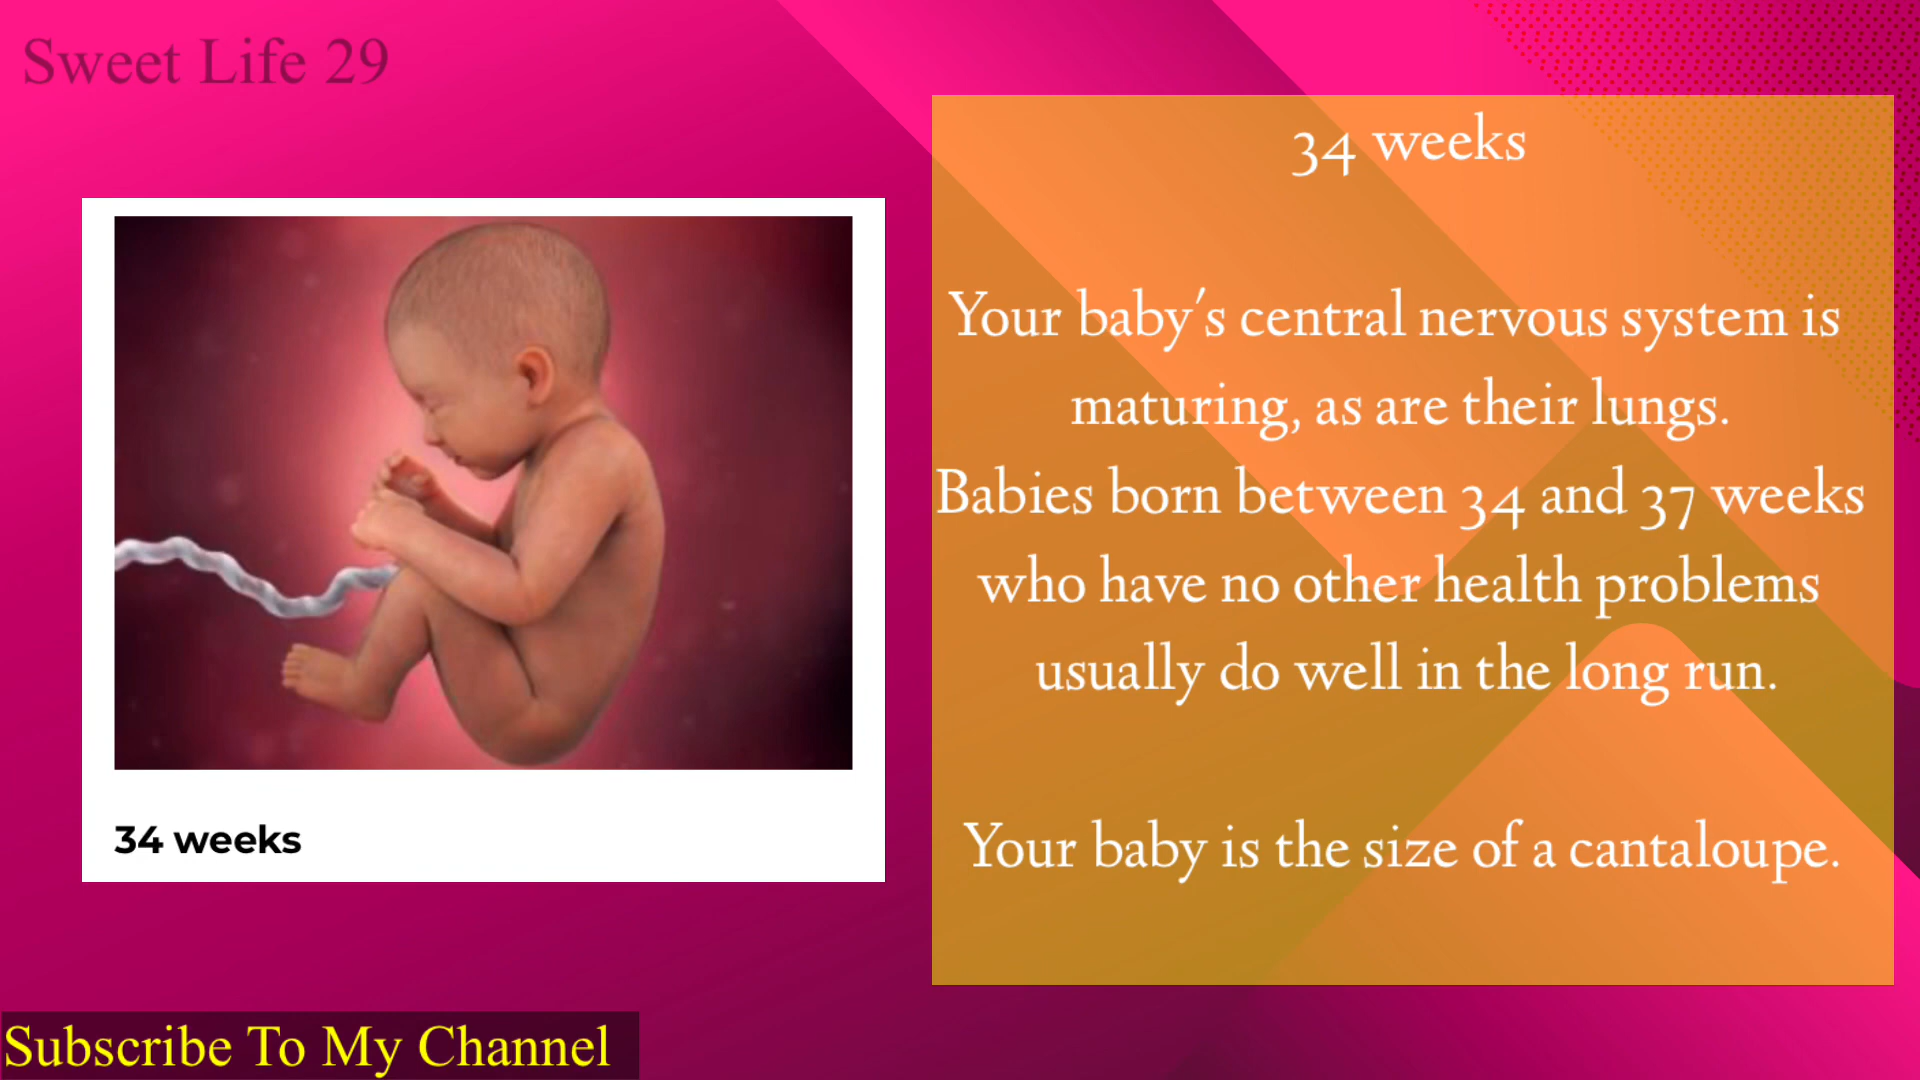 Sweet Life 29
34 weeks
34 weeks
Your baby's central nervous system is
maturing, as are their lungs.
Babies born between 34 and 37 weeks
who have no other health problems
usually do well in the long run.
Your baby is the size of a cantaloupe.
Subscribe To My Channel